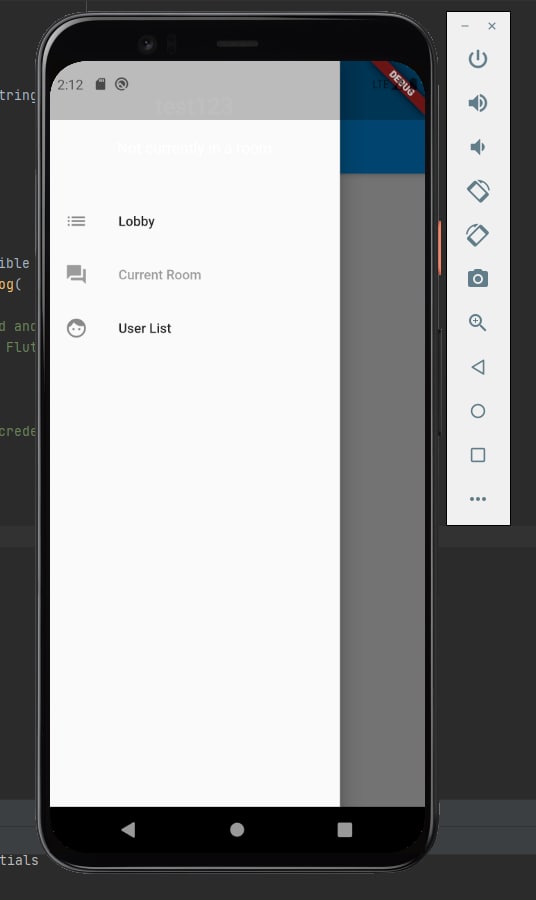 2:12
LTE
DEBUG
test123
Not currently in a room
Lobby
Current Room
User List
tring
ible
og(
d and
Flut
crede
tials